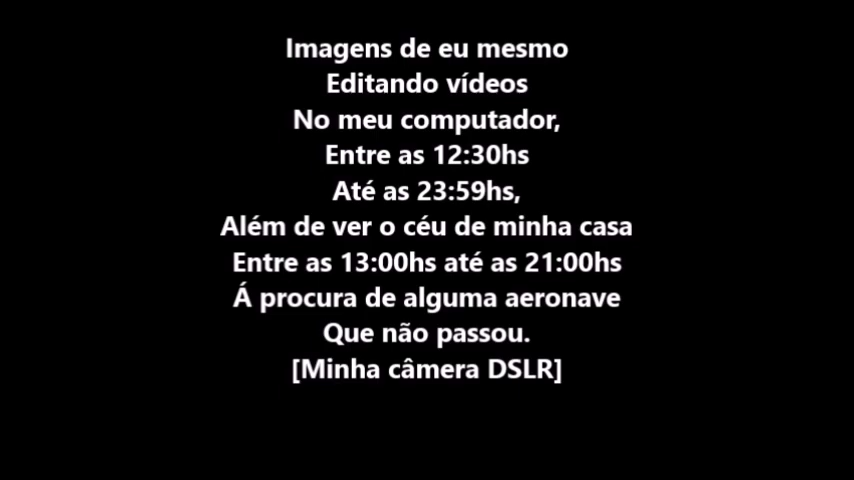 Imagens de eu mesmo
Editando vídeos
No meu computador,
Entre as 12:30hs
Até as 23:59hs,
Além de ver o céu de minha casa
Entre as 13:00hs até as 21:00hs
Á procura de alguma aeronave
Que não passou.
[Minha câmera DSLR]